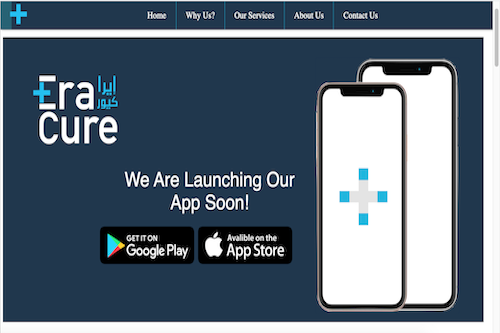 Home
Why Us?
Our Services
About Us
Contact Us
Era ايرا
Cure كيور
We Are Launching Our
App Soon!
GET IT ON
Google Play
Avalible on the
App Store